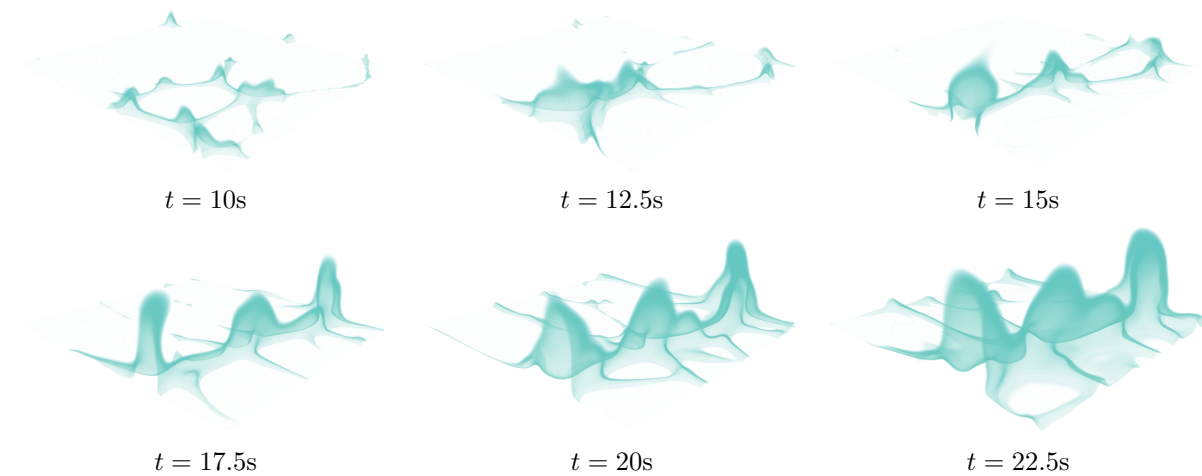 t = 10s
t = 12.5s
t = 15s
t = 17.5s
t = 20s
t = 22.5s